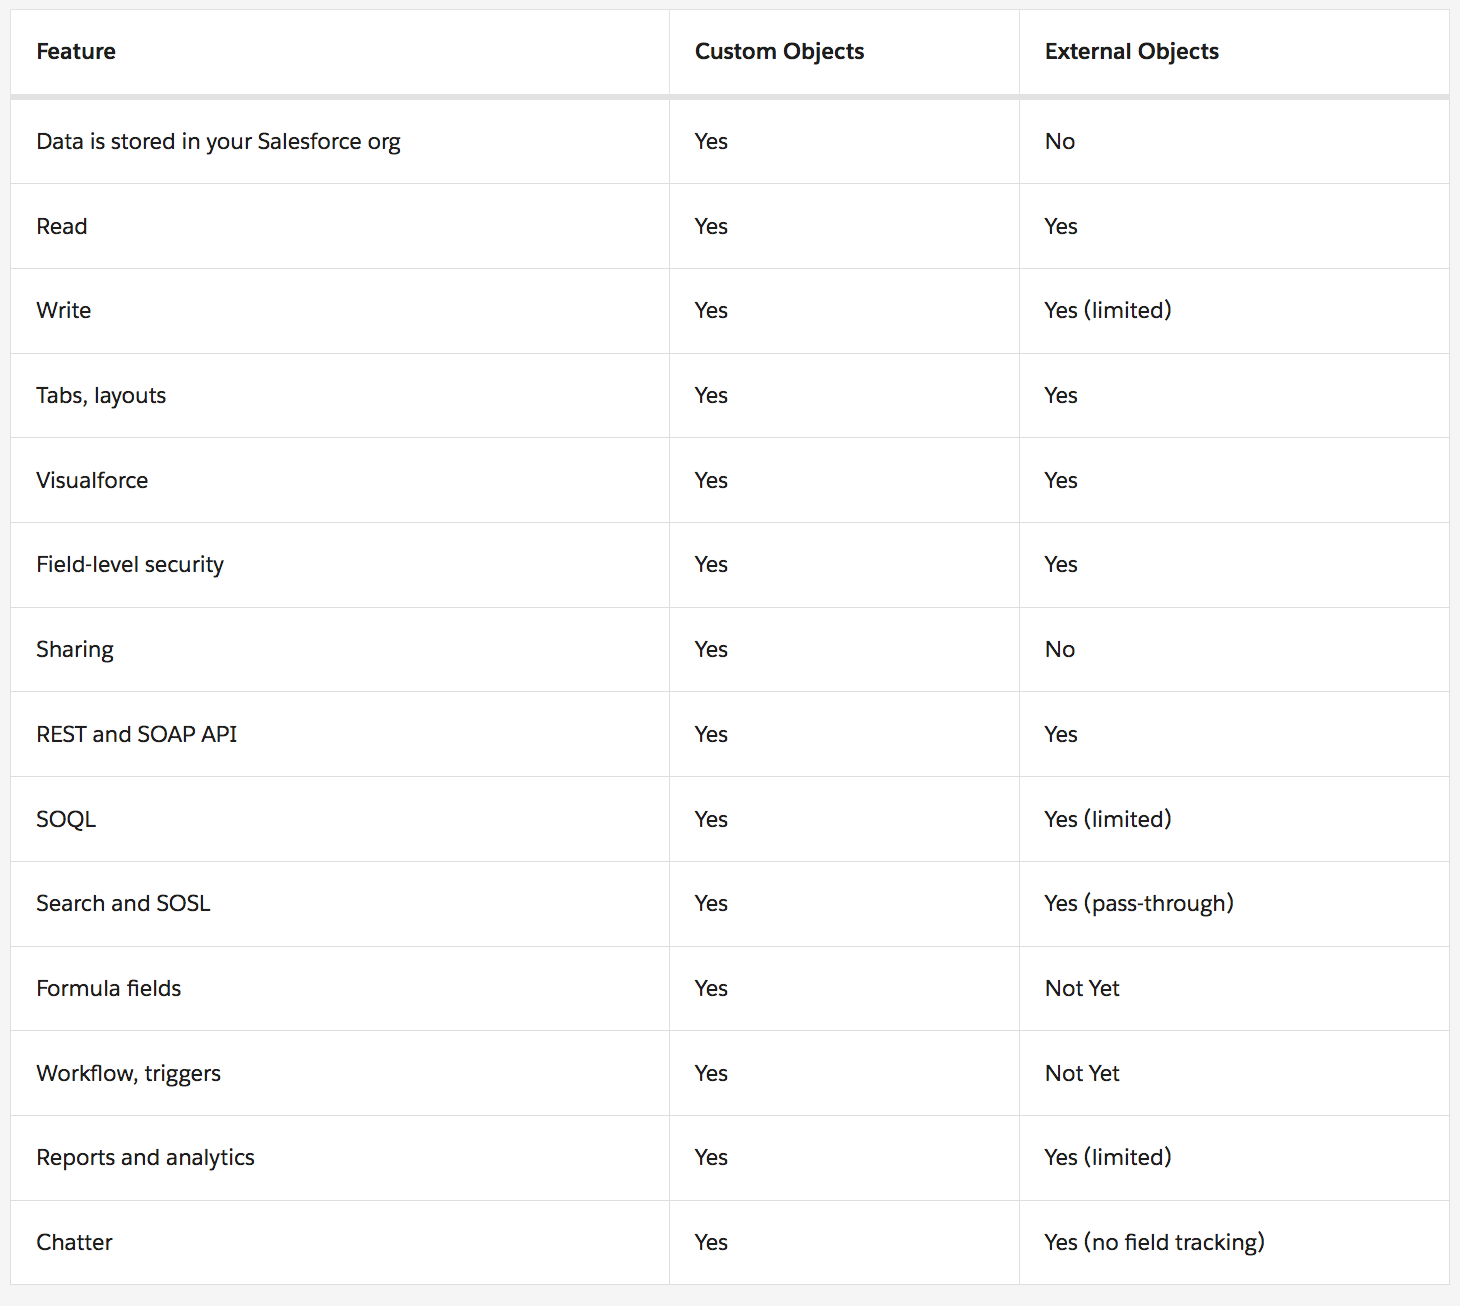 Feature Custom Objects External Objects
Data is stored in your Salesforce org Yes No
Read Yes Yes
Write Yes Yes (limited)
Tabs, layouts Yes Yes
Visualforce Yes Yes
Field-level security Yes Yes
Sharing Yes No
REST and SOAP API Yes Yes
SOQL Yes Yes (limited)
Search and SOSL Yes Yes (pass-through)
Formula fields Yes Not Yet
Workflow, triggers Yes Not Yet
Reports and analytics Yes Yes (limited)
Chatter Yes Yes (no field tracking)